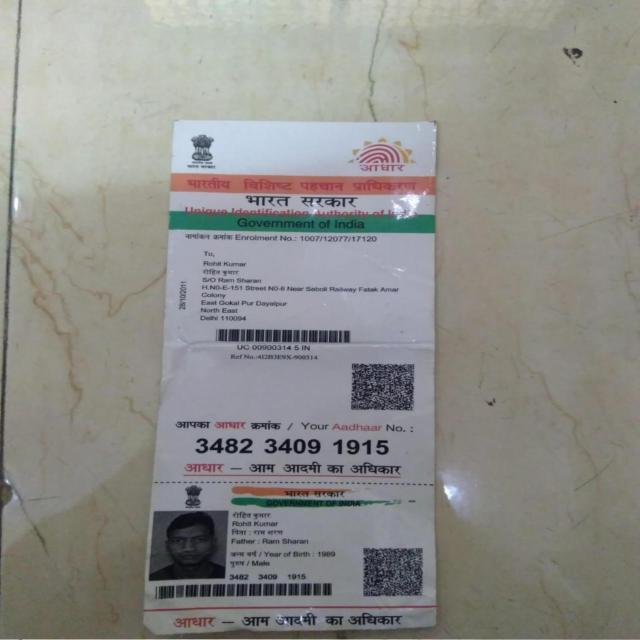 भारत सरकार
आधार
भारतीय विशिष्ट पहचान प्राधिकरण
भारत सरकार
Unique Identification Authority of India
Government of India
नामांकन क्रमांक Enrolment No.: 1007/12077/17120
To,
Rohit Kumar
रोहित कुमार
S/O Ram Sharan
H.N0-E-151 Street N0-8 Near Saboli Railway Fatak Amar
Colony
East Gokal Pur Dayalpur
North East
Delhi 110094
28/10/2011
UC 00900314 5 IN
आपका आधार क्रमांक / Your Aadhaar No. :
3482 3409 1915
आधार – आम आदमी का अधिकार
भारत सरकार
GOVERNMENT OF INDIA
रोहित कुमार
Rohit Kumar
पिता : राम शरण
Father : Ram Sharan
जन्म वर्ष / Year of Birth : 1989
पुरुष / Male
3482 3409 1915
आधार – आम आदमी का अधिकार